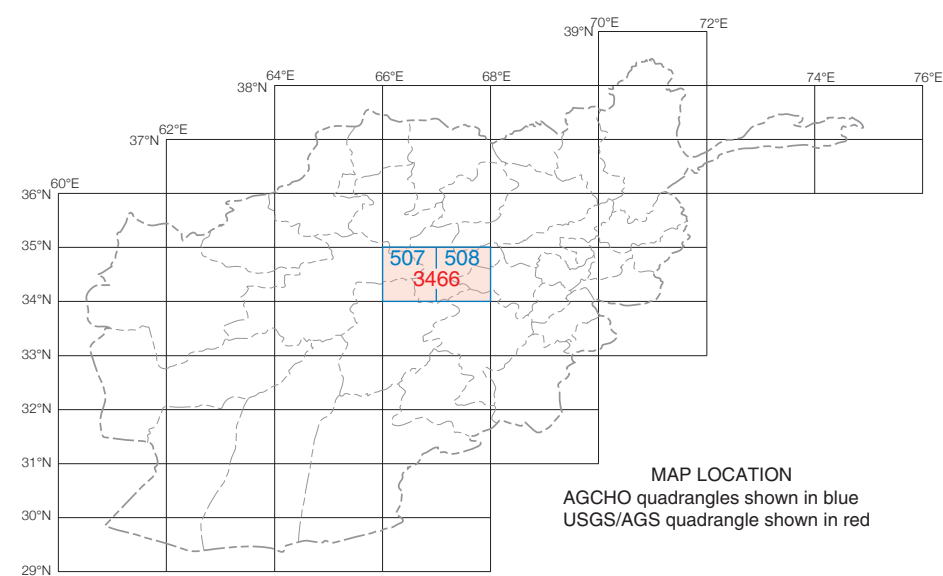 70°E 72°E
39°N
64°E 66°E 68°E 74°E 76°E
38°N
62°E
37°N
60°E
36°N
35°N
507 508
3466
34°N
33°N
32°N
31°N
MAP LOCATION
AGCHO quadrangles shown in blue
30°N
USGS/AGS quadrangle shown in red
29°N